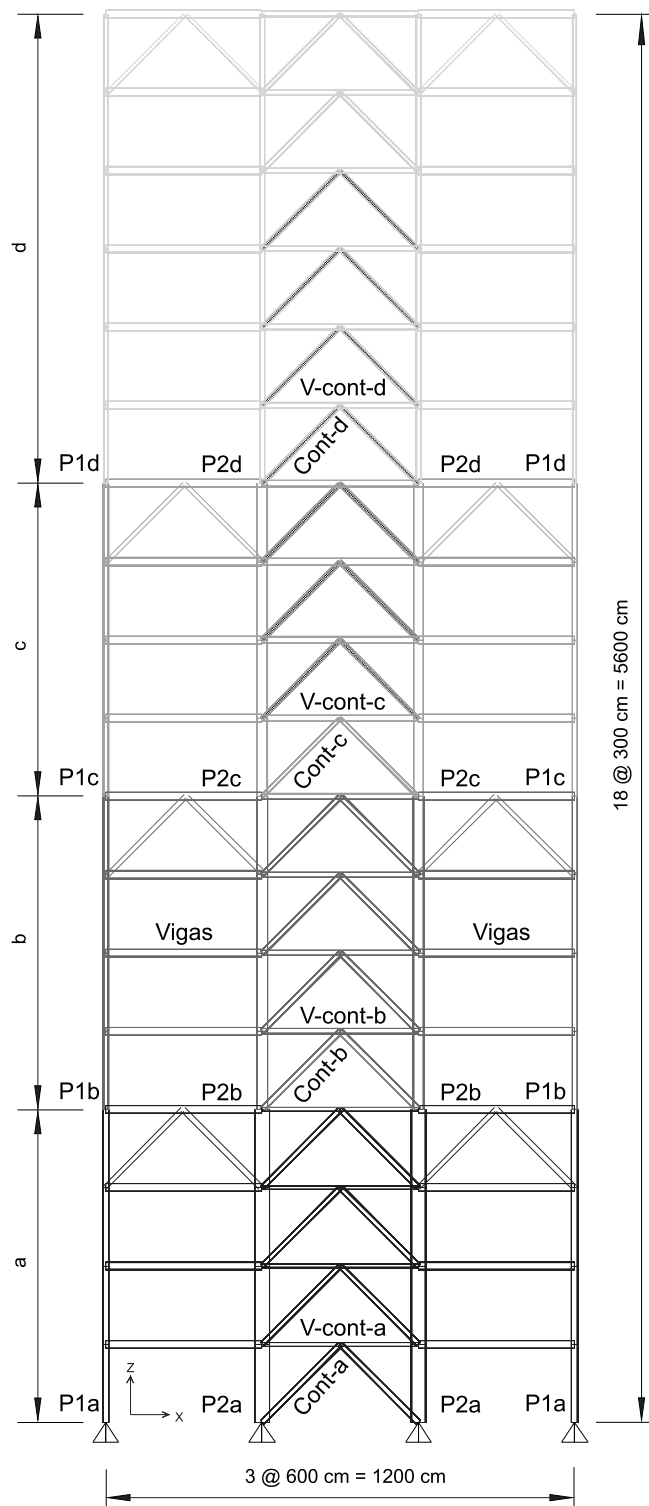 d
V-cont-d
Cont-d
P1d P2d P2d P1d
c
V-cont-c
Cont-c
P1c P2c P2c P1c
18 @ 300 cm = 5600 cm
b
Vigas Vigas
V-cont-b
Cont-b
P1b P2b P2b P1b
a
V-cont-a
Cont-a
z
x
P1a P2a P2a P1a
3 @ 600 cm = 1200 cm